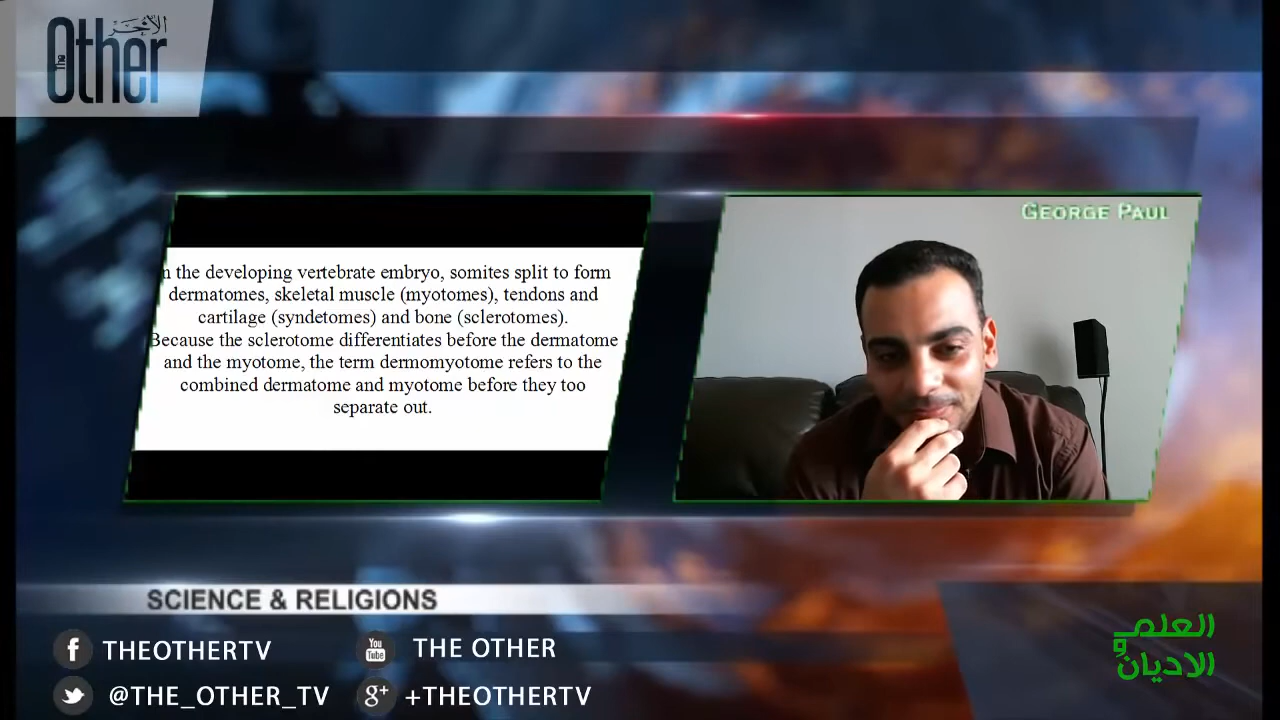 الآخر
the Other
GEORGE PAUL
n the developing vertebrate embryo, somites split to form
dermatomes, skeletal muscle (myotomes), tendons and
cartilage (syndetomes) and bone (sclerotomes).
Because the sclerotome differentiates before the dermatome
and the myotome, the term dermomyotome refers to the
combined dermatome and myotome before they too
separate out.
SCIENCE & RELIGIONS
f THEOTHERTV
You Tube THE OTHER
@THE_OTHER_TV
g+ +THEOTHERTV
العلم
و
الاديان